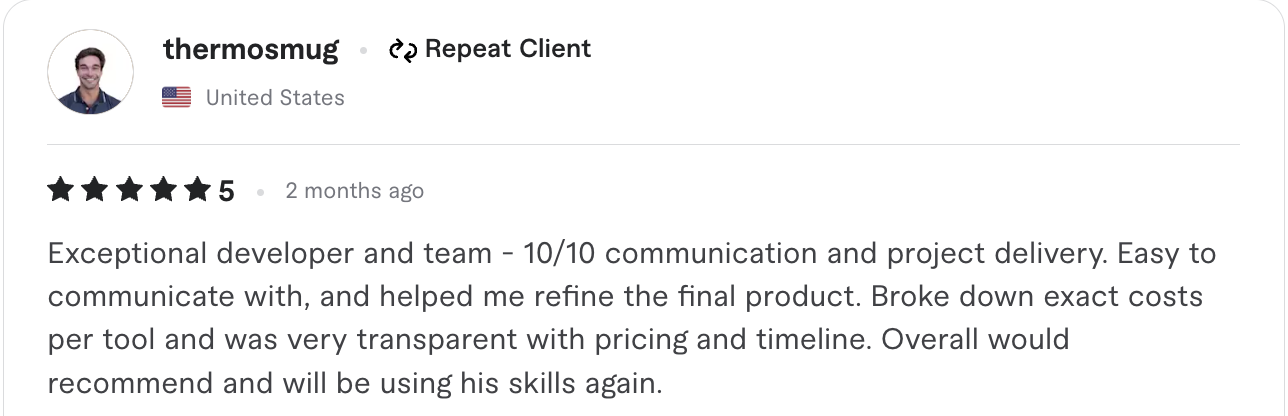 thermosmug • Repeat Client
United States
5 • 2 months ago
Exceptional developer and team - 10/10 communication and project delivery. Easy to
communicate with, and helped me refine the final product. Broke down exact costs
per tool and was very transparent with pricing and timeline. Overall would
recommend and will be using his skills again.